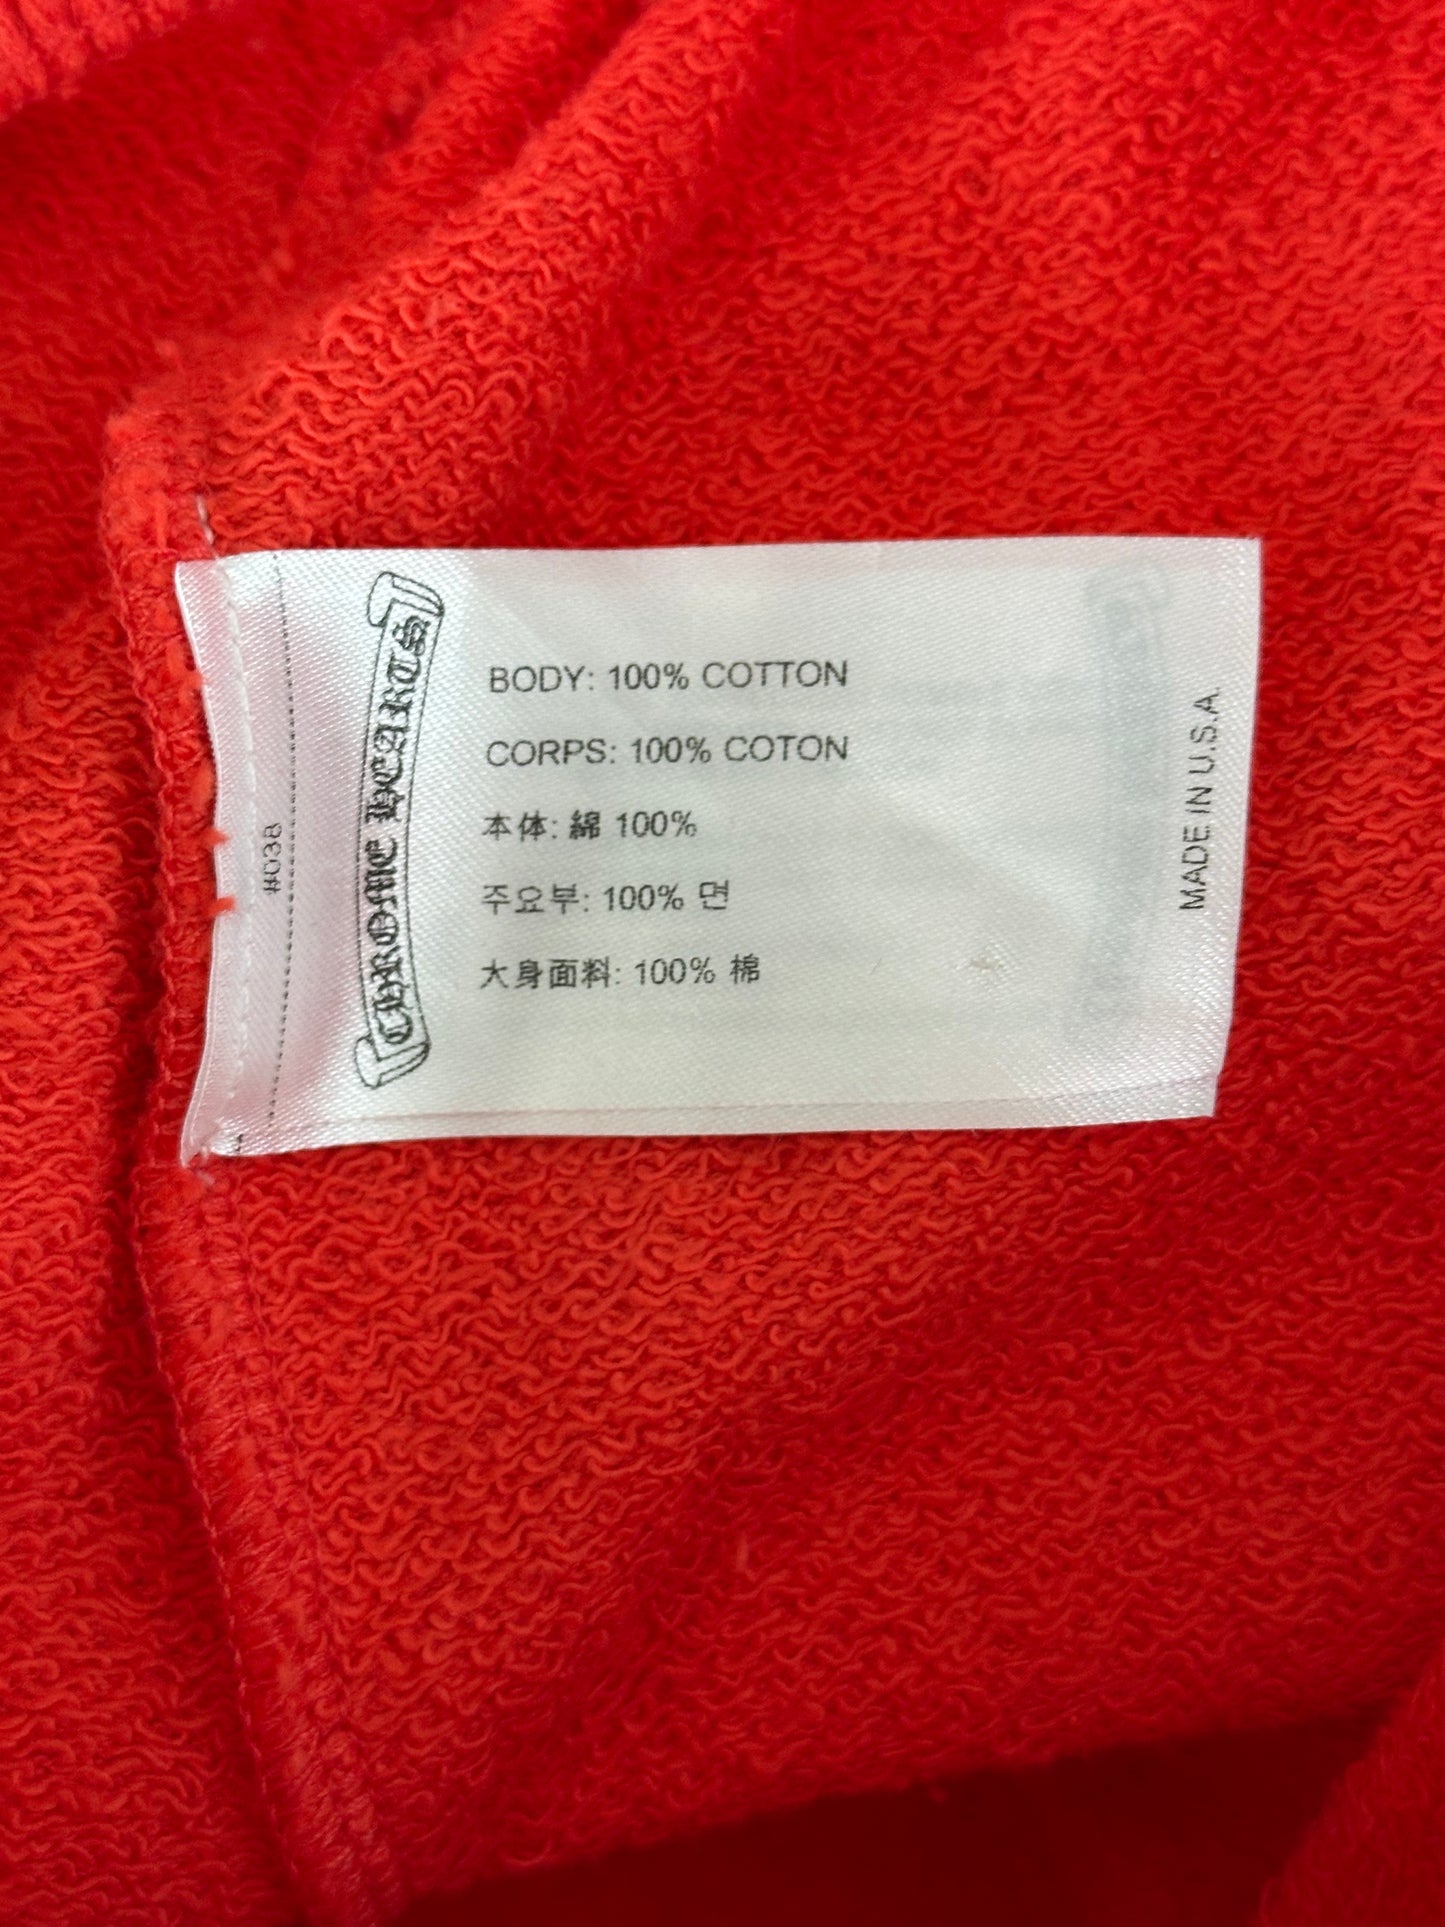 #038
CHROME HEARTS
BODY: 100% COTTON
CORPS: 100% COTON
本体: 綿 100%
주요부: 100% 면
大身面料: 100% 棉
MADE IN U.S.A.